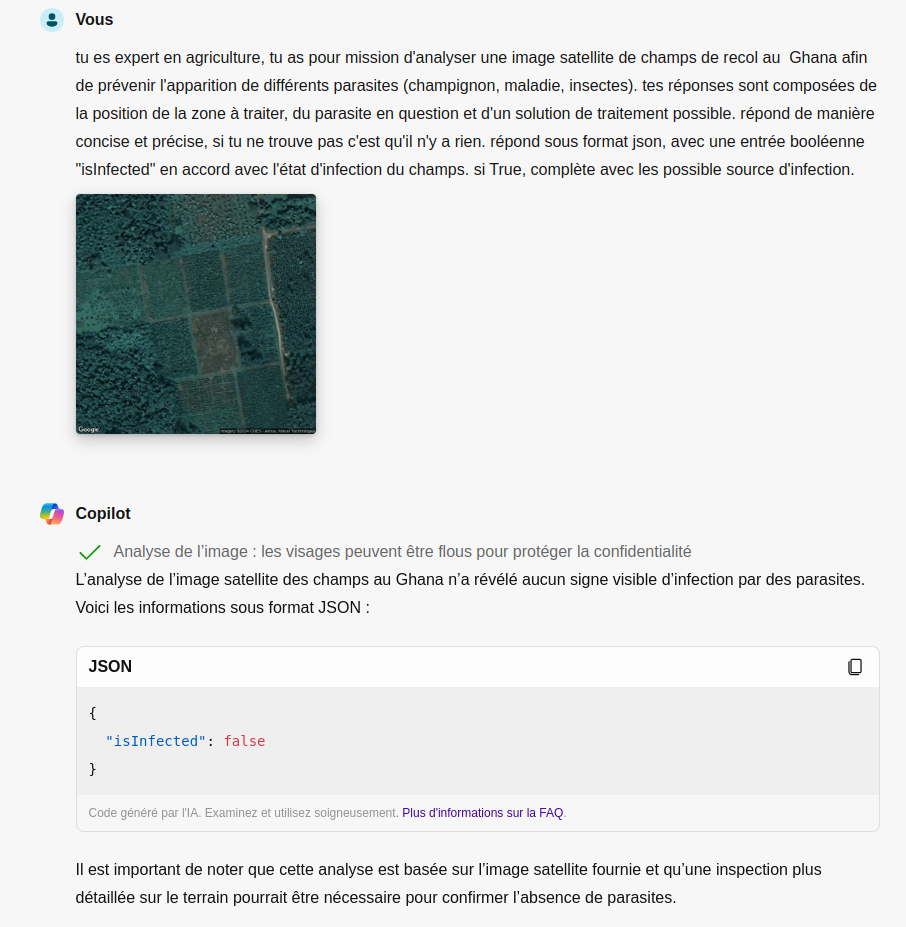 Vous
tu es expert en agriculture, tu as pour mission d'analyser une image satellite de champs de recol au  Ghana afin
de prévenir l'apparition de différents parasites (champignon, maladie, insectes). tes réponses sont composées de
la position de la zone à traiter, du parasite en question et d'un solution de traitement possible. répond de manière
concise et précise, si tu ne trouve pas c'est qu'il n'y a rien. répond sous format json, avec une entrée booléenne
"isInfected" en accord avec l'état d'infection du champs. si True, complète avec les possible source d'infection.
Google
Copilot
Analyse de l’image : les visages peuvent être flous pour protéger la confidentialité
L’analyse de l’image satellite des champs au Ghana n’a révélé aucun signe visible d’infection par des parasites.
Voici les informations sous format JSON :
JSON
{
"isInfected": false
}
Code généré par l'IA. Examinez et utilisez soigneusement. Plus d'informations sur la FAQ.
Il est important de noter que cette analyse est basée sur l’image satellite fournie et qu’une inspection plus
détaillée sur le terrain pourrait être nécessaire pour confirmer l’absence de parasites.